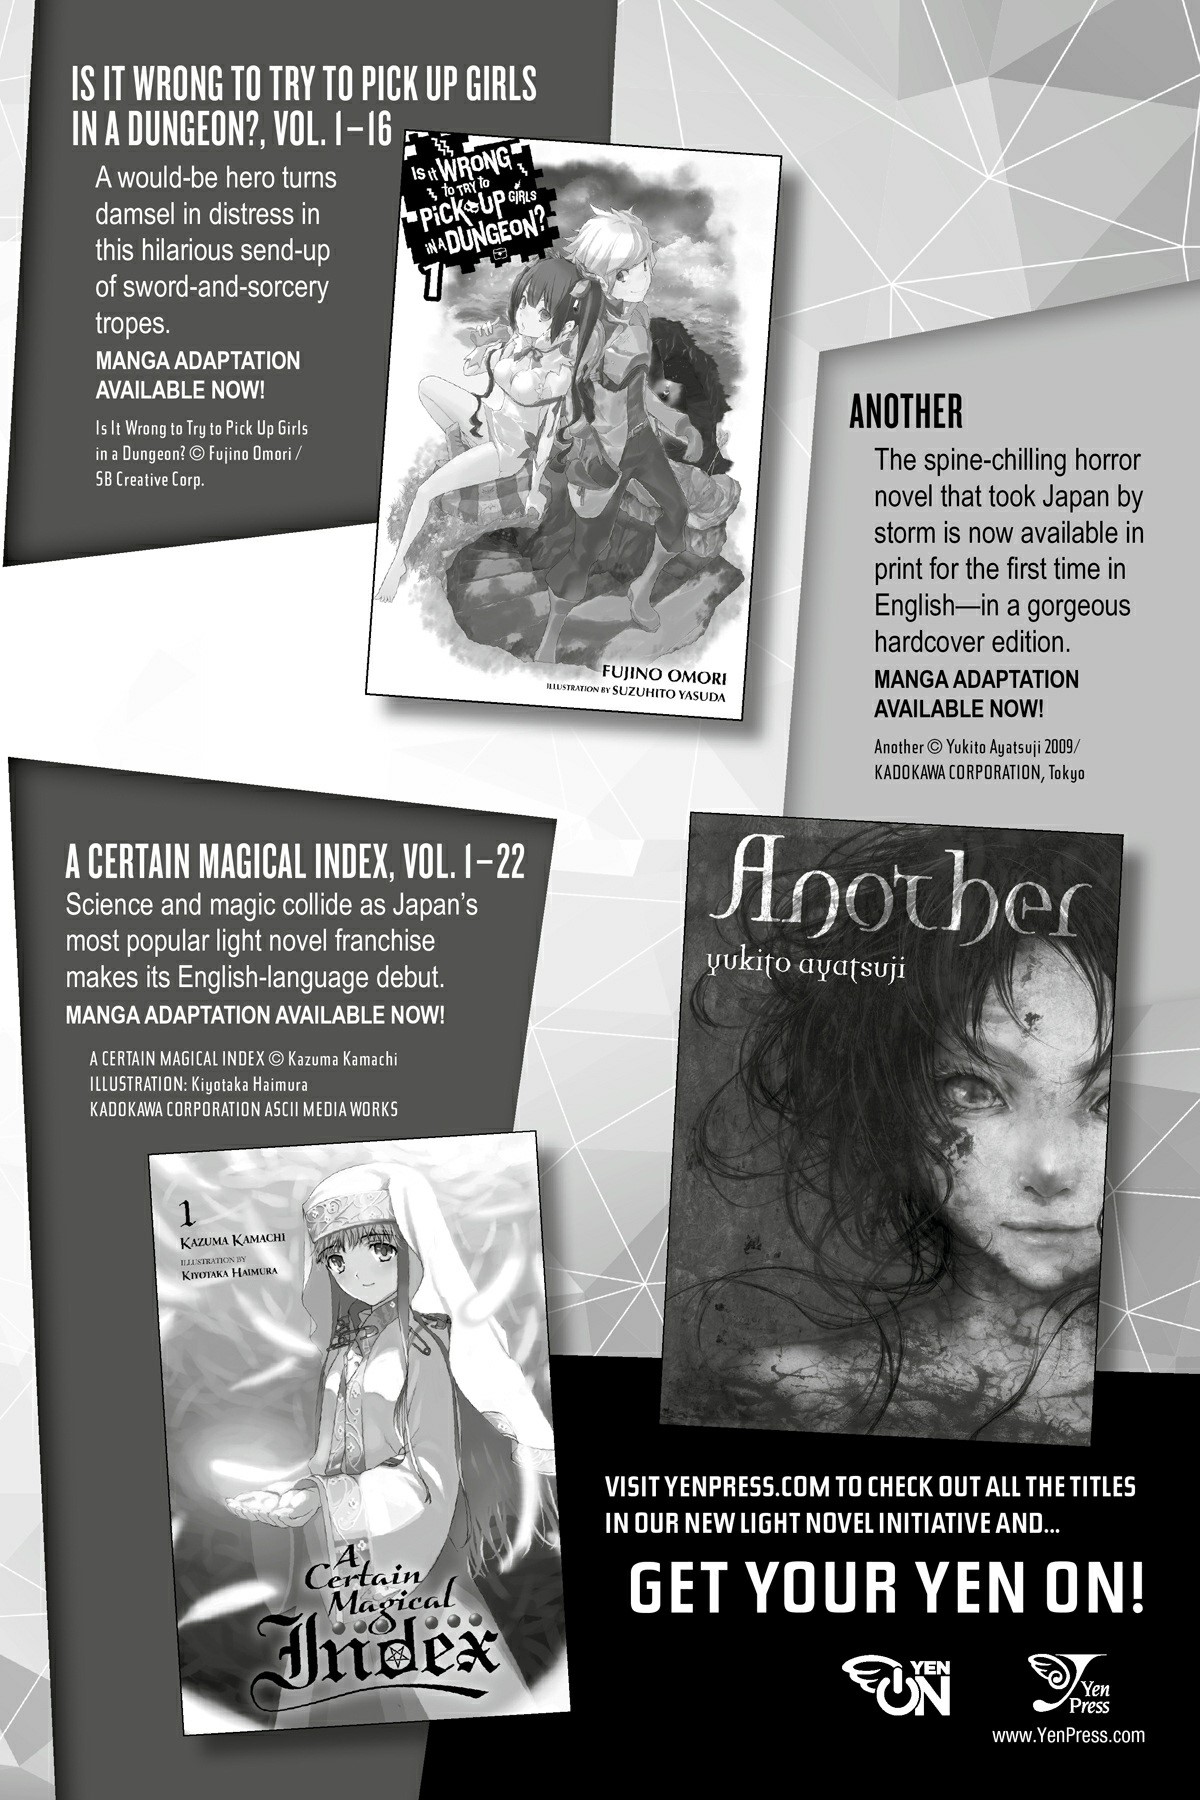 IS IT WRONG TO TRY TO PICK UP GIRLS
IN A DUNGEON?, VOL. 1–16
A would-be hero turns
damsel in distress in
this hilarious send-up
of sword-and-sorcery
tropes.
MANGA ADAPTATION
AVAILABLE NOW!
Is It Wrong to Try to Pick Up Girls
in a Dungeon? © Fujino Omori /
SB Creative Corp.
IS IT WRONG
TO TRY TO
PICK UP GIRLS
IN A DUNGEON?
1
FUJINO OMORI
ILLUSTRATION BY SUZUHITO YASUDA
ANOTHER
The spine-chilling horror
novel that took Japan by
storm is now available in
print for the first time in
English—in a gorgeous
hardcover edition.
MANGA ADAPTATION
AVAILABLE NOW!
Another © Yukito Ayatsuji 2009/
KADOKAWA CORPORATION, Tokyo
Another
yukito ayatsuji
A CERTAIN MAGICAL INDEX, VOL. 1–22
Science and magic collide as Japan's
most popular light novel franchise
makes its English-language debut.
MANGA ADAPTATION AVAILABLE NOW!
A CERTAIN MAGICAL INDEX © Kazuma Kamachi
ILLUSTRATION: Kiyotaka Haimura
KADOKAWA CORPORATION ASCII MEDIA WORKS
1
KAZUMA KAMACHI
ILLUSTRATION BY
KIYOTAKA HAIMURA
A
Certain
Magical
Index
VISIT YENPRESS.COM TO CHECK OUT ALL THE TITLES
IN OUR NEW LIGHT NOVEL INITIATIVE AND...
GET YOUR YEN ON!
YEN
ON
Yen
Press
www.YenPress.com